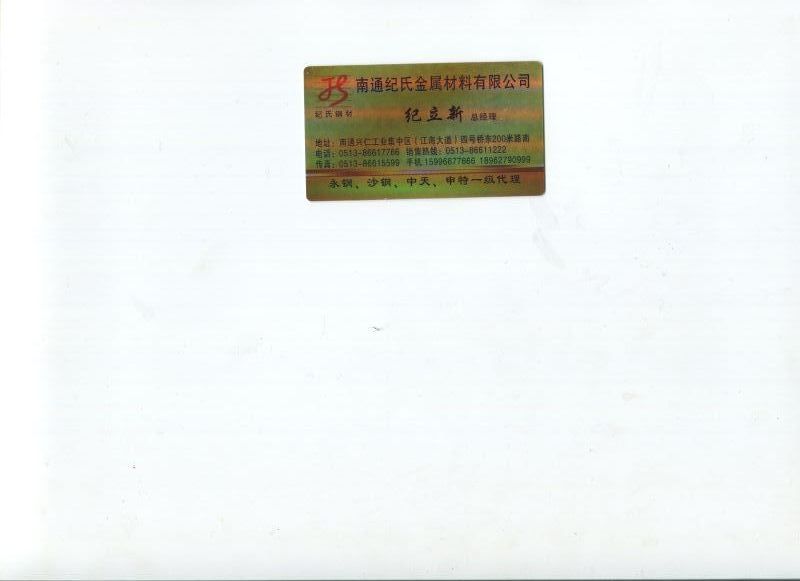 JS 南通纪氏金属材料有限公司
纪氏钢材
纪立新 总经理
地址：南通兴仁工业集中区（江海大道）四号桥东200米路南
电话：0513-86617766 销售热线：0513-86611222
传真：0513-86615599 手机:15996677666 18962790999
永钢、沙钢、中天、申特一级代理